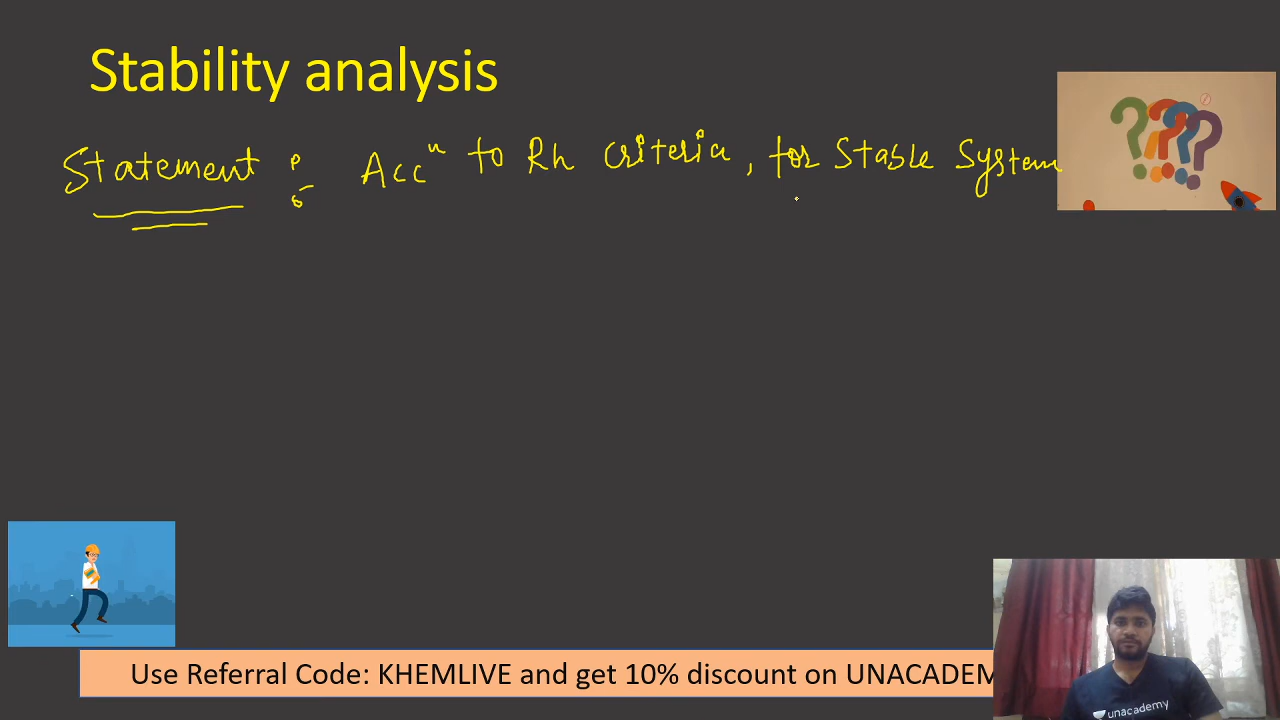 Stability analysis
Statement : Accⁿ to Rh criteria, for stable system
Use Referral Code: KHEMLIVE and get 10% discount on UNACADEM
unacademy